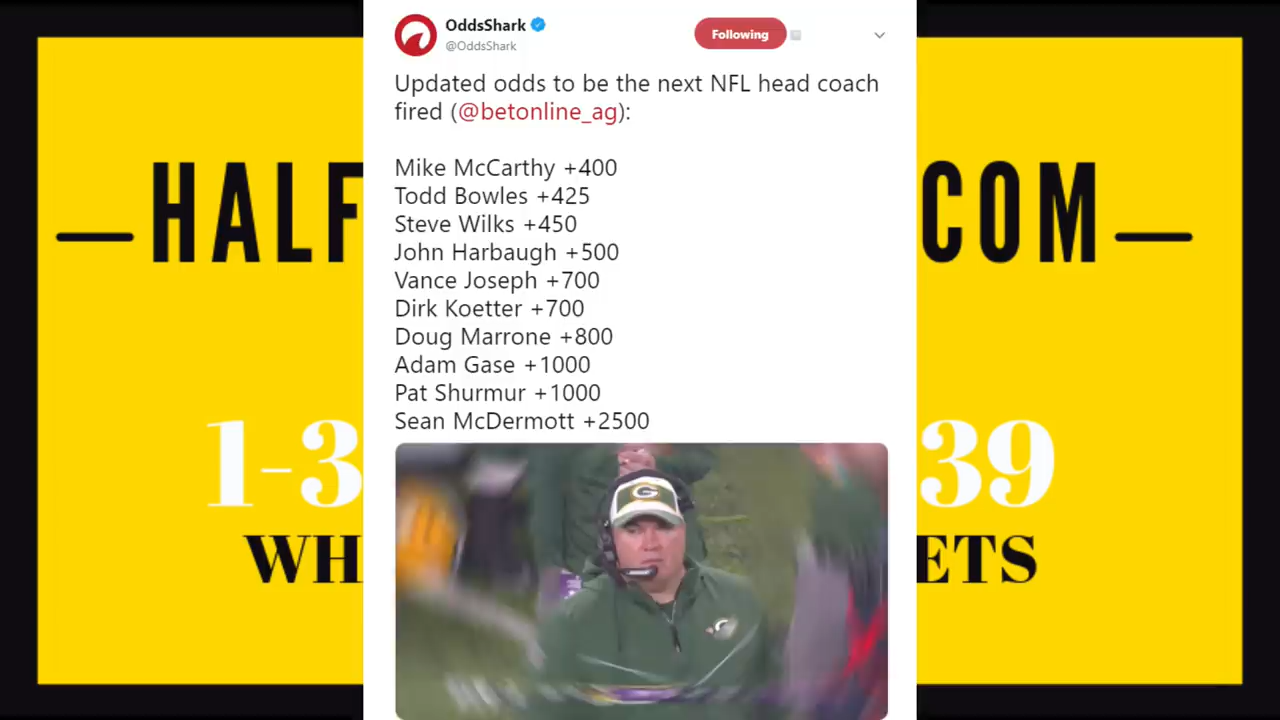 OddsShark
@OddsShark
Following
Updated odds to be the next NFL head coach
fired (@betonline_ag):
Mike McCarthy +400
Todd Bowles +425
Steve Wilks +450
John Harbaugh +500
Vance Joseph +700
Dirk Koetter +700
Doug Marrone +800
Adam Gase +1000
Pat Shurmur +1000
Sean McDermott +2500
HALF
COM
1-3
39
WH
ETS
G